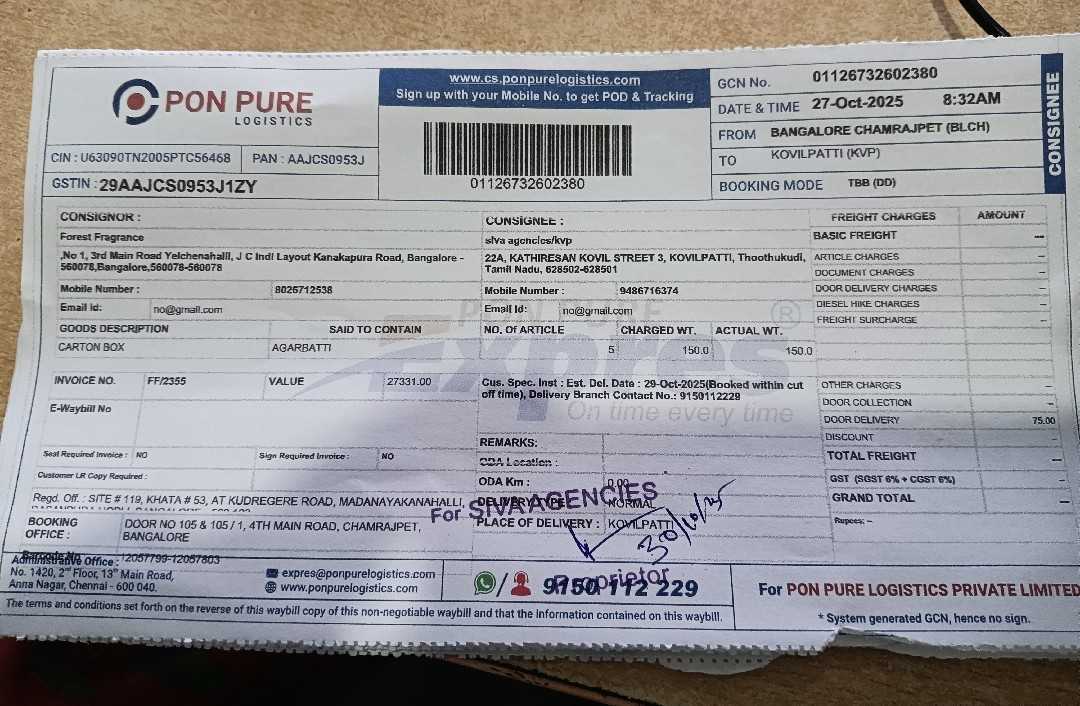 PON PURE
LOGISTICS
CIN : U63090TN2005PTC56468 PAN : AAJCS0953J
GSTIN : 29AAJCS0953J1ZY
www.cs.ponpurelogistics.com
Sign up with your Mobile No. to get POD & Tracking
01126732602380
GCN No. 01126732602380
DATE & TIME 27-Oct-2025 8:32AM
FROM BANGALORE CHAMRAJPET (BLCH)
TO KOVILPATTI (KVP)
BOOKING MODE TBB (DD)
CONSIGNEE
CONSIGNOR :
Forest Fragrance
,No 1, 3rd Main Road Yelchenahalli, J C Indl Layout Kanakapura Road, Bangalore -
560078,Bangalore,560078-560078
Mobile Number : 8025712538
Email Id: no@gmail.com
CONSIGNEE :
siva agencies/kvp
22A, KATHIRESAN KOVIL STREET 3, KOVILPATTI, Thoothukudi,
Tamil Nadu, 628502-628501
Mobile Number : 9486716374
Email Id: no@gmail.com
GOODS DESCRIPTION SAID TO CONTAIN NO. OF ARTICLE CHARGED WT. ACTUAL WT.
CARTON BOX AGARBATTI 5 150.0 150.0
INVOICE NO. FF/2355 VALUE 27331.00
E-Waybill No
Seal Required Invoice : NO Sign Required Invoice : NO
Customer LR Copy Required :
Cus. Spec. Inst : Est. Del. Date : 29-Oct-2025(Booked within cut
off time), Delivery Branch Contact No.: 9150112229
REMARKS:
ODA Location :
ODA Km : 0.00
DELIVERY TYPE : NORMAL
PLACE OF DELIVERY : KOVILPATTI
PON PURE
Expres ®
On time every time
FREIGHT CHARGES AMOUNT
BASIC FREIGHT --
ARTICLE CHARGES --
DOCUMENT CHARGES --
DOOR DELIVERY CHARGES --
DIESEL HIKE CHARGES --
FREIGHT SURCHARGE --
OTHER CHARGES --
DOOR COLLECTION --
DOOR DELIVERY 75.00
DISCOUNT --
TOTAL FREIGHT --
GST (SGST 6% + CGST 6%) --
GRAND TOTAL --
Rupees: --
Regd. Off. : SITE # 119, KHATA # 53, AT KUDREGERE ROAD, MADANAYAKANAHALLI,
BOOKING OFFICE : DOOR NO 105 & 105 / 1, 4TH MAIN ROAD, CHAMRAJPET,
BANGALORE
Barcode No 12057799-12057803
For SIVA AGENCIES
30/10/25
Proprietor
Administrative Office :
No. 1420, 2nd Floor, 13th Main Road,
Anna Nagar, Chennai - 600 040.
expres@ponpurelogistics.com
www.ponpurelogistics.com
/ 9150 112 229
For PON PURE LOGISTICS PRIVATE LIMITED
* System generated GCN, hence no sign.
The terms and conditions set forth on the reverse of this waybill copy of this non-negotiable waybill and that the Information contained on this waybill.